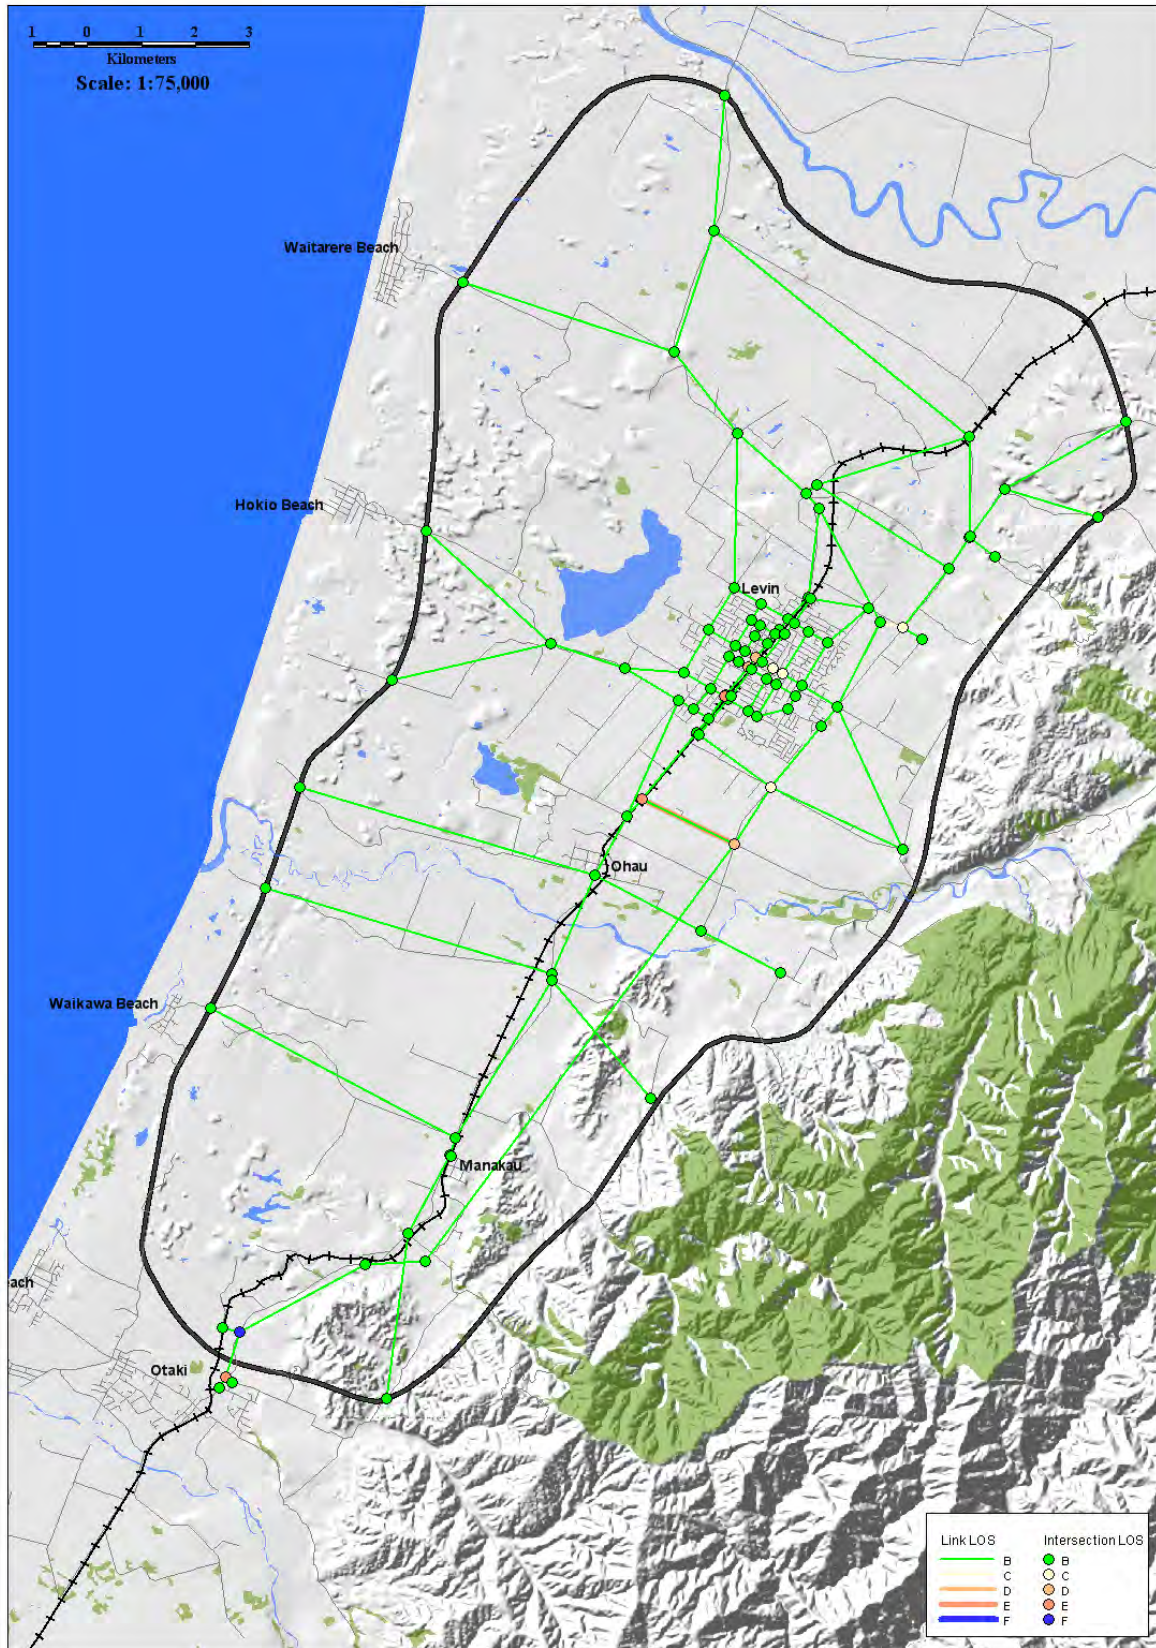 1 0 1 2 3
Kilometers
Scale: 1:75,000
Waitarere Beach
Hokio Beach
Levin
Ohau
Waikawa Beach
Manakau
each
Otaki
Link LOS Intersection LOS
B B
C C
D D
E E
F F